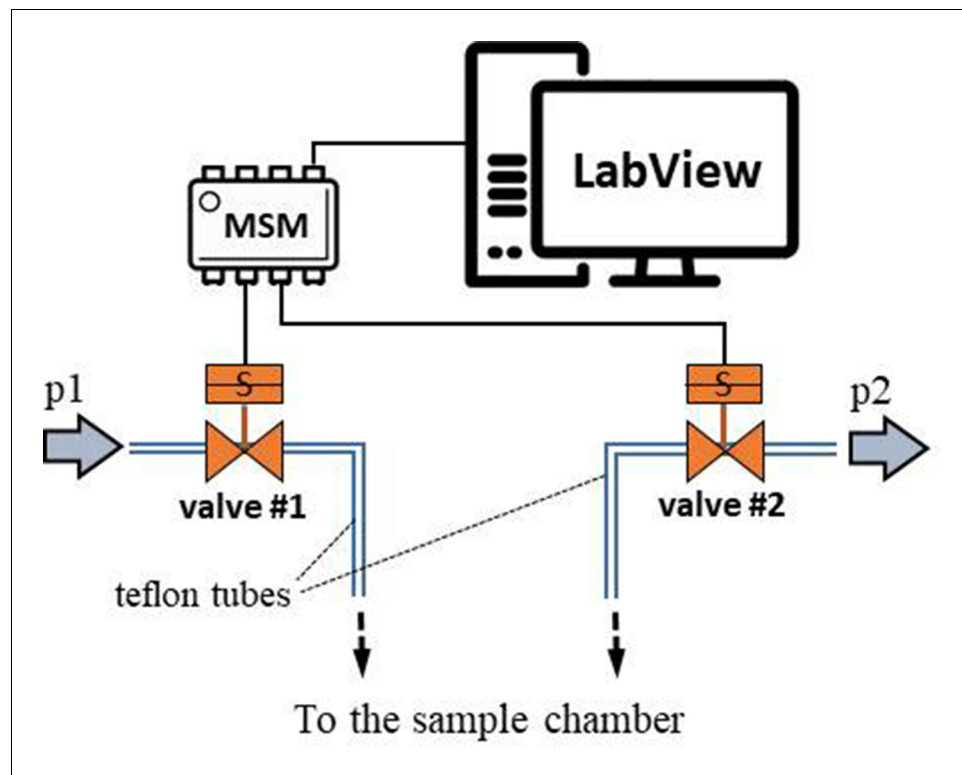 LabView
MSM
S
S
p1
p2
valve #1
valve #2
teflon tubes
To the sample chamber